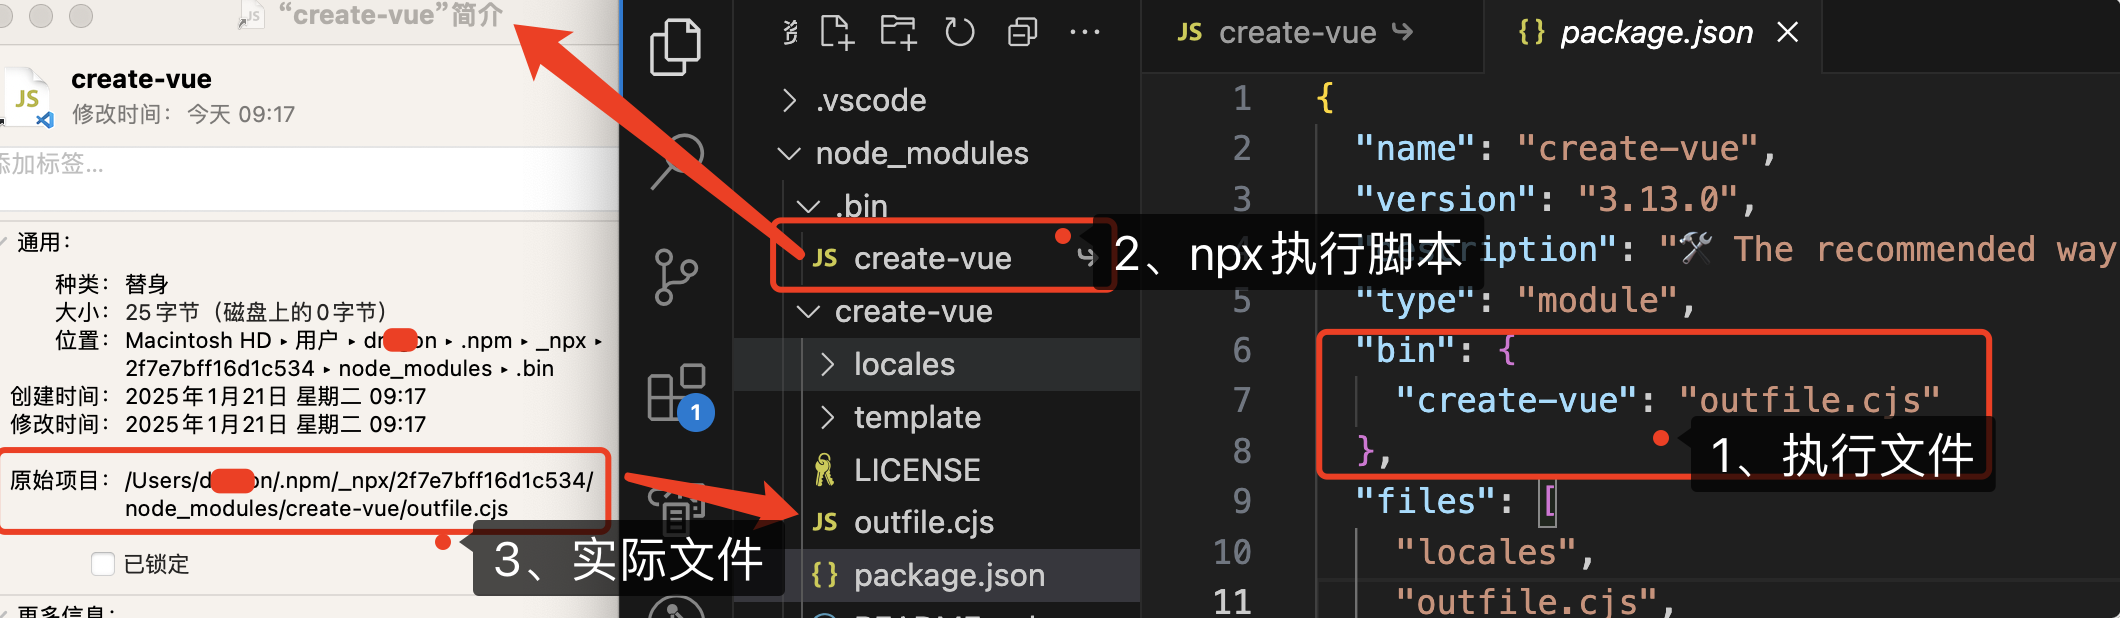 “create-vue”简介
create-vue
修改时间： 今天 09:17
添加标签...
通用：
种类： 替身
大小： 25 字节（磁盘上的 0 字节）
位置： Macintosh HD ▸ 用户 ▸ dr on ▸ .npm ▸ _npx ▸
2f7e7bff16d1c534 ▸ node_modules ▸ .bin
创建时间： 2025年1月21日 星期二 09:17
修改时间： 2025年1月21日 星期二 09:17
原始项目： /Users/d on/.npm/_npx/2f7e7bff16d1c534/
node_modules/create-vue/outfile.cjs
已锁定
更多信息：
3、实际文件
1
.vscode
node_modules
.bin
JS create-vue
2、npx执行脚本
create-vue
locales
template
LICENSE
JS outfile.cjs
{} package.json
JS create-vue
{} package.json
1 {
2 "name": "create-vue",
3 "version": "3.13.0",
ription": "🛠 The recommended way
5 "type": "module",
6 "bin": {
7 "create-vue": "outfile.cjs"
8 },
1、执行文件
9 "files": [
10 "locales",
11 "outfile.cjs",